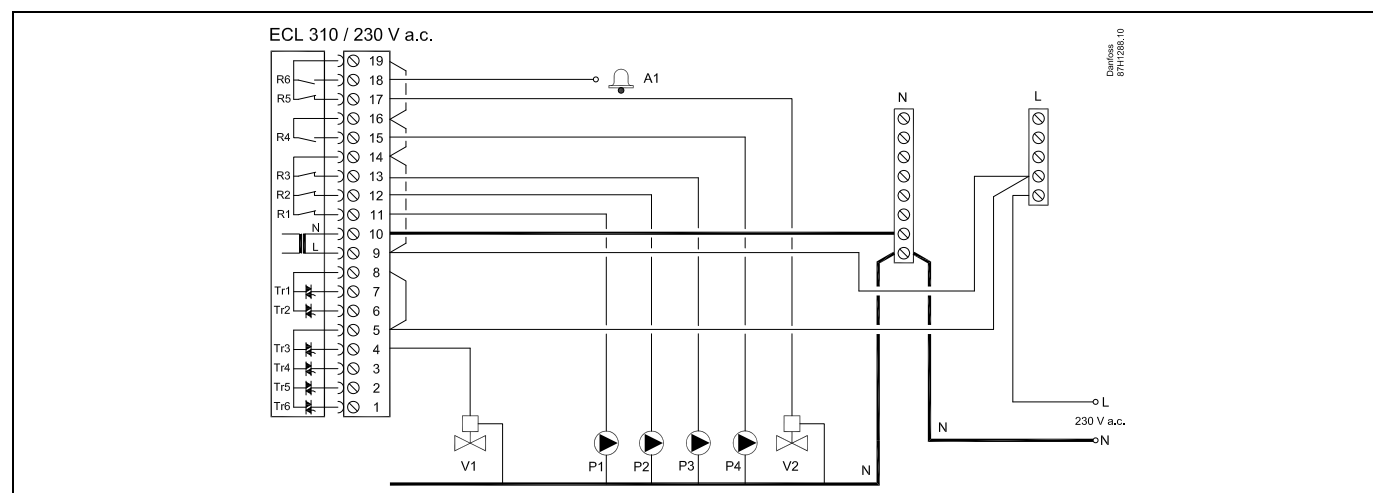 ECL 310 / 230 V a.c.
Danfoss
87H1288.10
19
R6 18 A1
R5 17 N L
16
R4 15
14
R3 13
R2 12
R1 11
N 10
L 9
8
Tr1 7
Tr2 6
5
Tr3 4
Tr4 3
Tr5 2
Tr6 1
L
230 V a.c.
N N
V1 P1 P2 P3 P4 V2 N